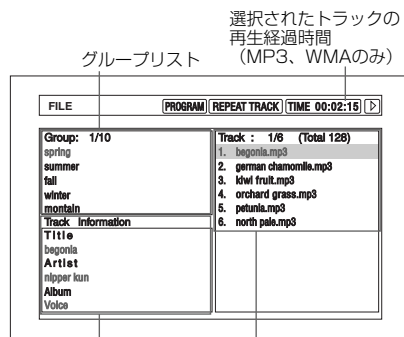 選択されたトラックの
再生経過時間
（MP3、WMAのみ）
グループリスト
FILE PROGRAM REPEAT TRACK TIME 00:02:15
Group: 1/10
spring
summer
fall
winter
montain
Track Information
Title
begonia
Artist
nipper kun
Album
Voice
Track : 1/6 (Total 128)
1. begonia.mp3
2. german chamomile.mp3
3. kiwi fruit.mp3
4. orchard grass.mp3
5. petunia.mp3
6. north pale.mp3